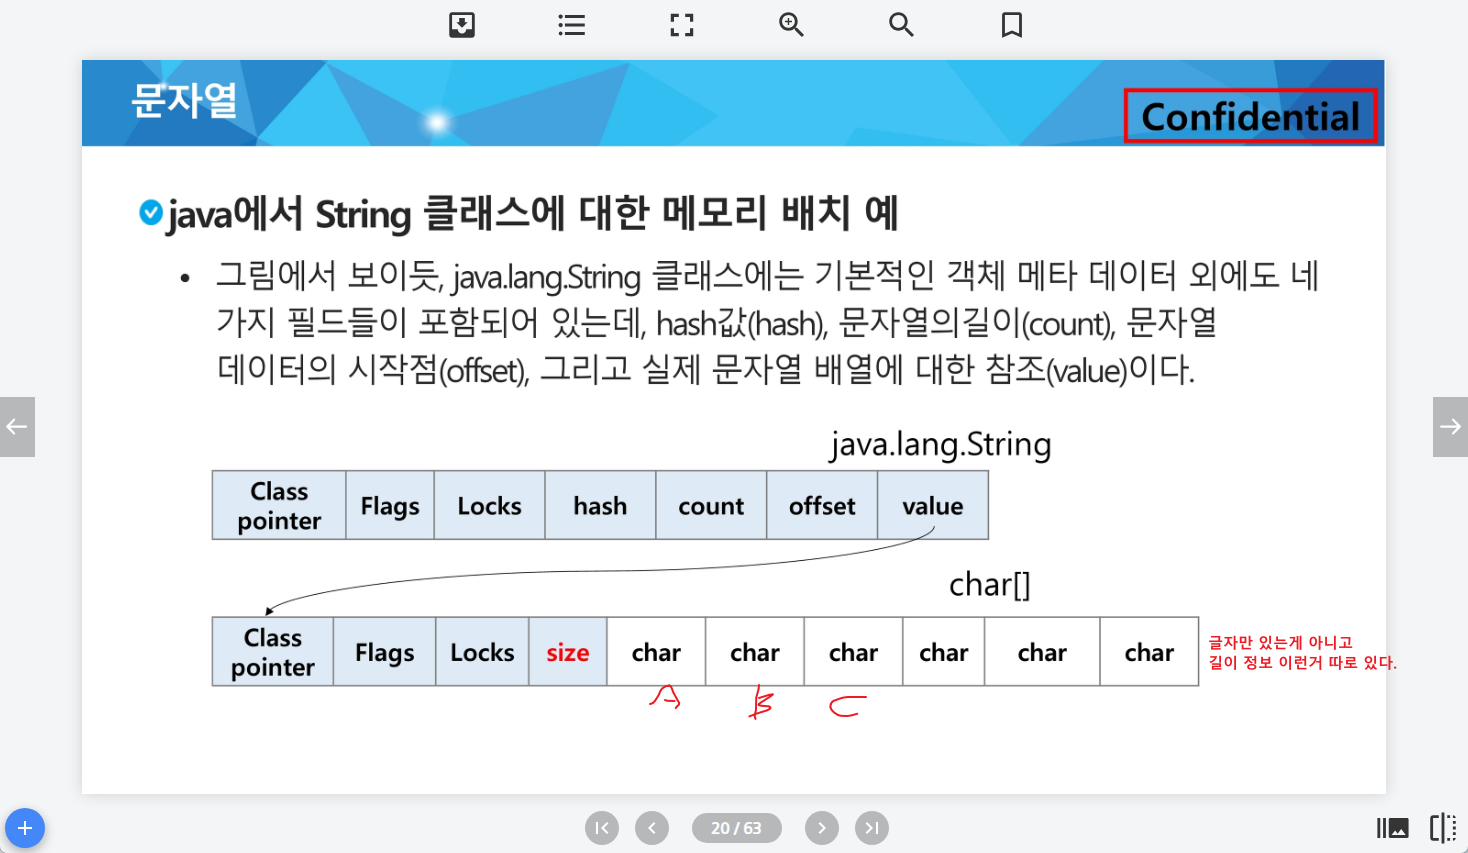 문자열
Confidential
java에서 String 클래스에 대한 메모리 배치 예
• 그림에서 보이듯, java.lang.String 클래스에는 기본적인 객체 메타 데이터 외에도 네
가지 필드들이 포함되어 있는데, hash값(hash), 문자열의길이(count), 문자열
데이터의 시작점(offset), 그리고 실제 문자열 배열에 대한 참조(value)이다.
java.lang.String
Class pointer Flags Locks hash count offset value
char[]
Class pointer Flags Locks size char char char char char char
글자만 있는게 아니고
길이 정보 이런거 따로 있다.
A B C
20 / 63